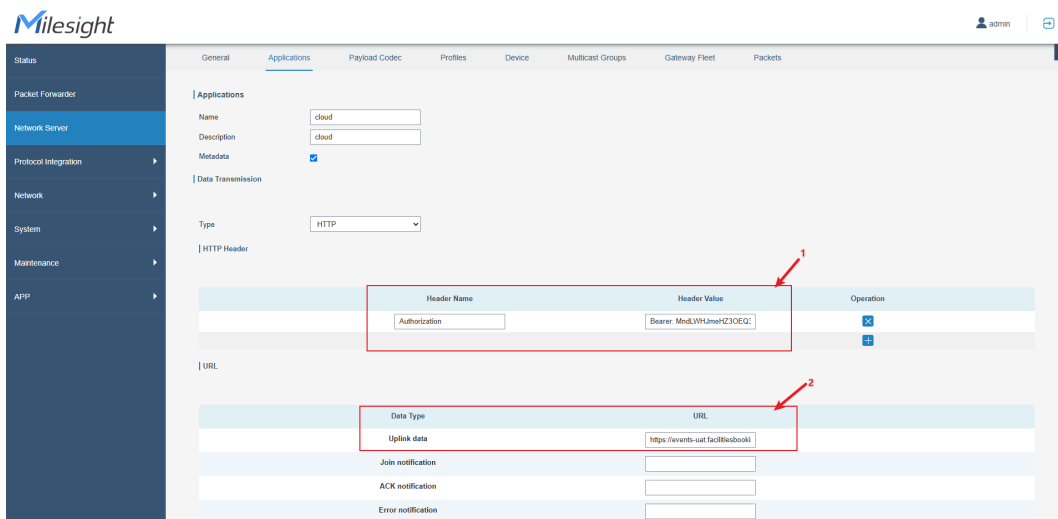 Milesight
admin
Status
General Applications Payload Codec Profiles Device Multicast Groups Gateway Fleet Packets
Packet Forwarder
Applications
Name cloud
Network Server
Description cloud
Metadata
Protocol Integration
Data Transmission
Network
Type HTTP
System
HTTP Header
1
Maintenance
APP
Header Name Header Value Operation
Authorization Bearer: MndLWHJmeHZ3OEQ3
URL
2
Data Type URL
Uplink data https://events-uat.facilitiesbooki
Join notification
ACK notification
Error notification